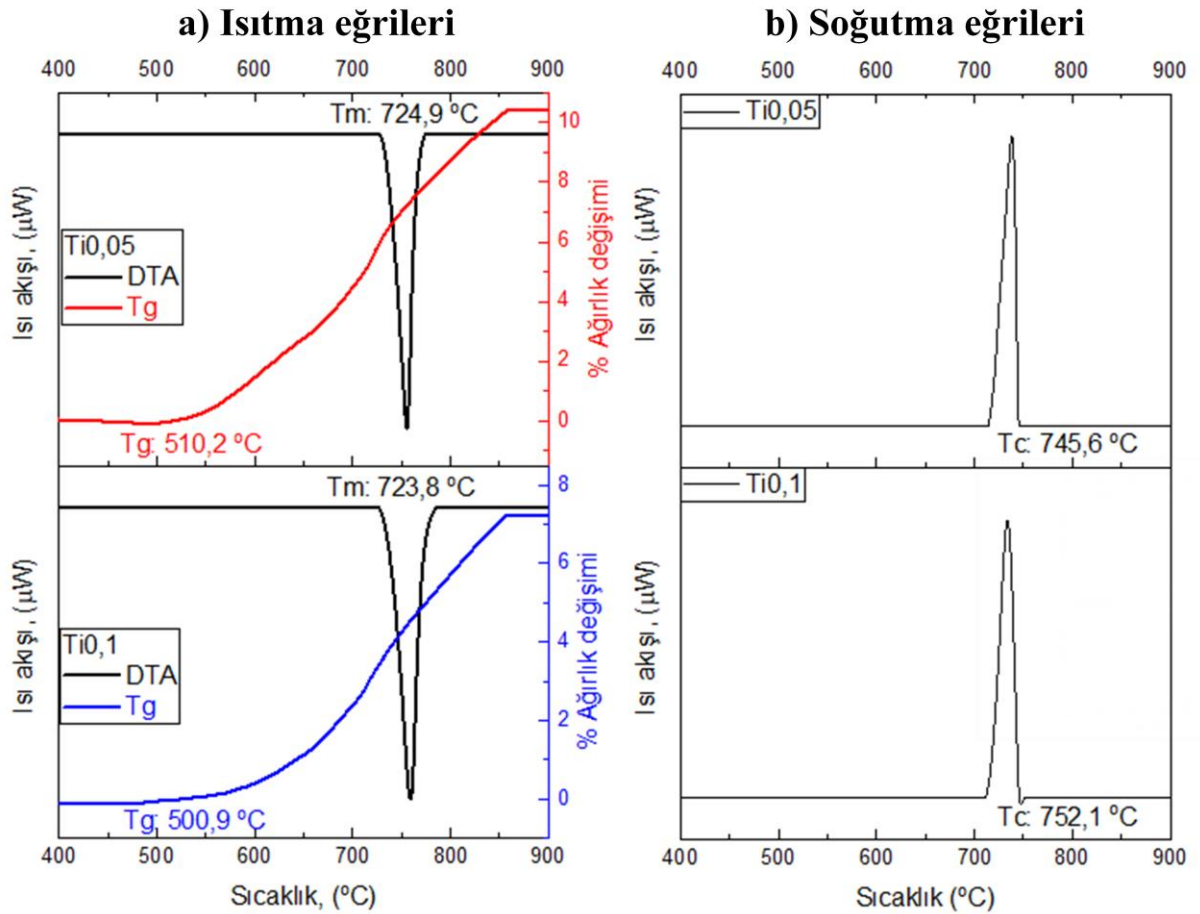 a) Isıtma eğrileri
b) Soğutma eğrileri
400 500 600 700 800 900
400 500 600 700 800 900
Tm: 724,9 ºC
Ti0,05
DTA
Tg
Tg: 510,2 ºC
Isı akışı, (µW)
10
8
6
4
2
0
% Ağırlık değişimi
Ti0,05
Isı akışı, (µW)
Tc: 745,6 ºC
Tm: 723,8 ºC
Ti0,1
DTA
Tg
Tg: 500,9 ºC
Isı akışı, (µW)
8
6
4
2
0
% Ağırlık değişimi
Ti0,1
Isı akışı, (µW)
Tc: 752,1 ºC
400 500 600 700 800 900
400 500 600 700 800 900
Sıcaklık, (ºC)
Sıcaklık (ºC)